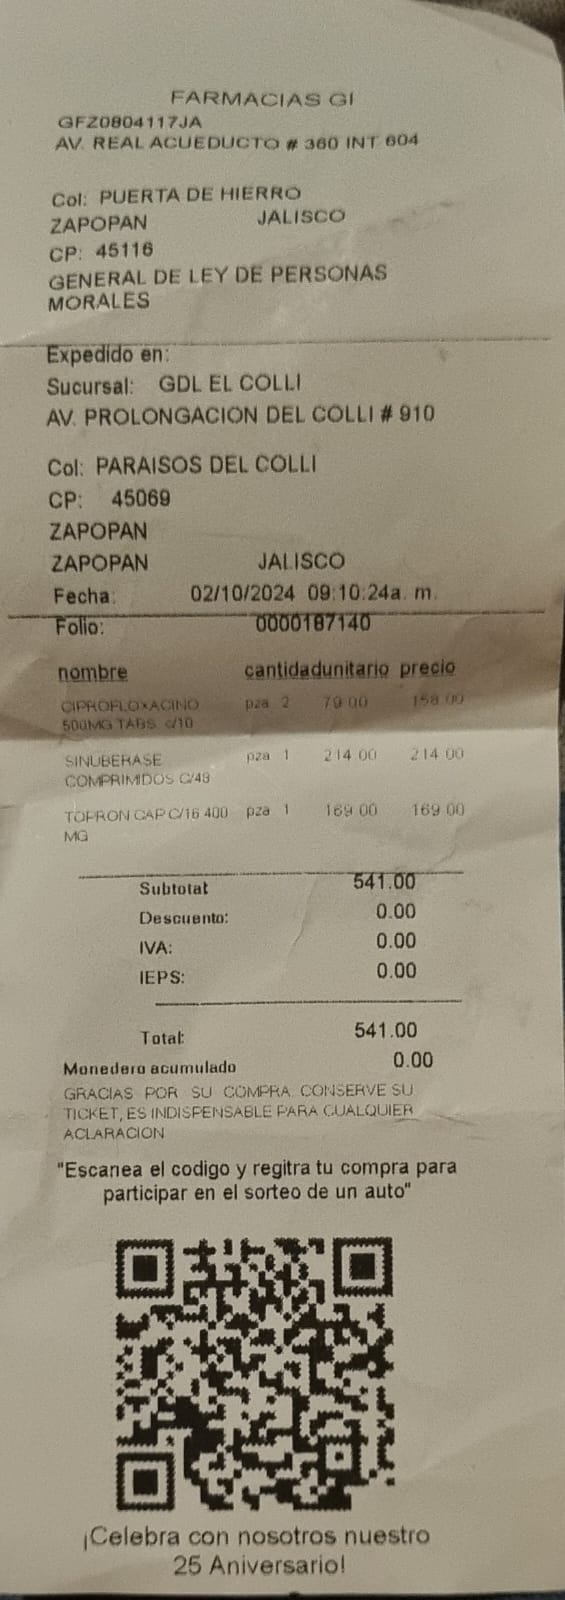 FARMACIAS GI
GFZ0804117JA
AV. REAL ACUEDUCTO # 360 INT 604
Col: PUERTA DE HIERRO
ZAPOPAN JALISCO
CP: 45116
GENERAL DE LEY DE PERSONAS
MORALES
Expedido en:
Sucursal: GDL EL COLLI
AV. PROLONGACION DEL COLLI # 910
Col: PARAISOS DEL COLLI
CP: 45069
ZAPOPAN
ZAPOPAN JALISCO
Fecha: 02/10/2024 09:10:24a. m.
Folio: 0000187140
nombre cantidadunitario precio
CIPROFLOXACINO pza 2 79.00 158.00
500MG TABS. c/10
SINUBERASE pza 1 214.00 214.00
COMPRIMIDOS C/48
TOPRON CAP C/16 400 pza 1 169.00 169.00
MG
Subtotal 541.00
Descuento: 0.00
IVA: 0.00
IEPS: 0.00
Total: 541.00
Monedero acumulado 0.00
GRACIAS POR SU COMPRA. CONSERVE SU
TICKET, ES INDISPENSABLE PARA CUALQUIER
ACLARACION
"Escanea el codigo y regitra tu compra para
participar en el sorteo de un auto"
¡Celebra con nosotros nuestro
25 Aniversario!